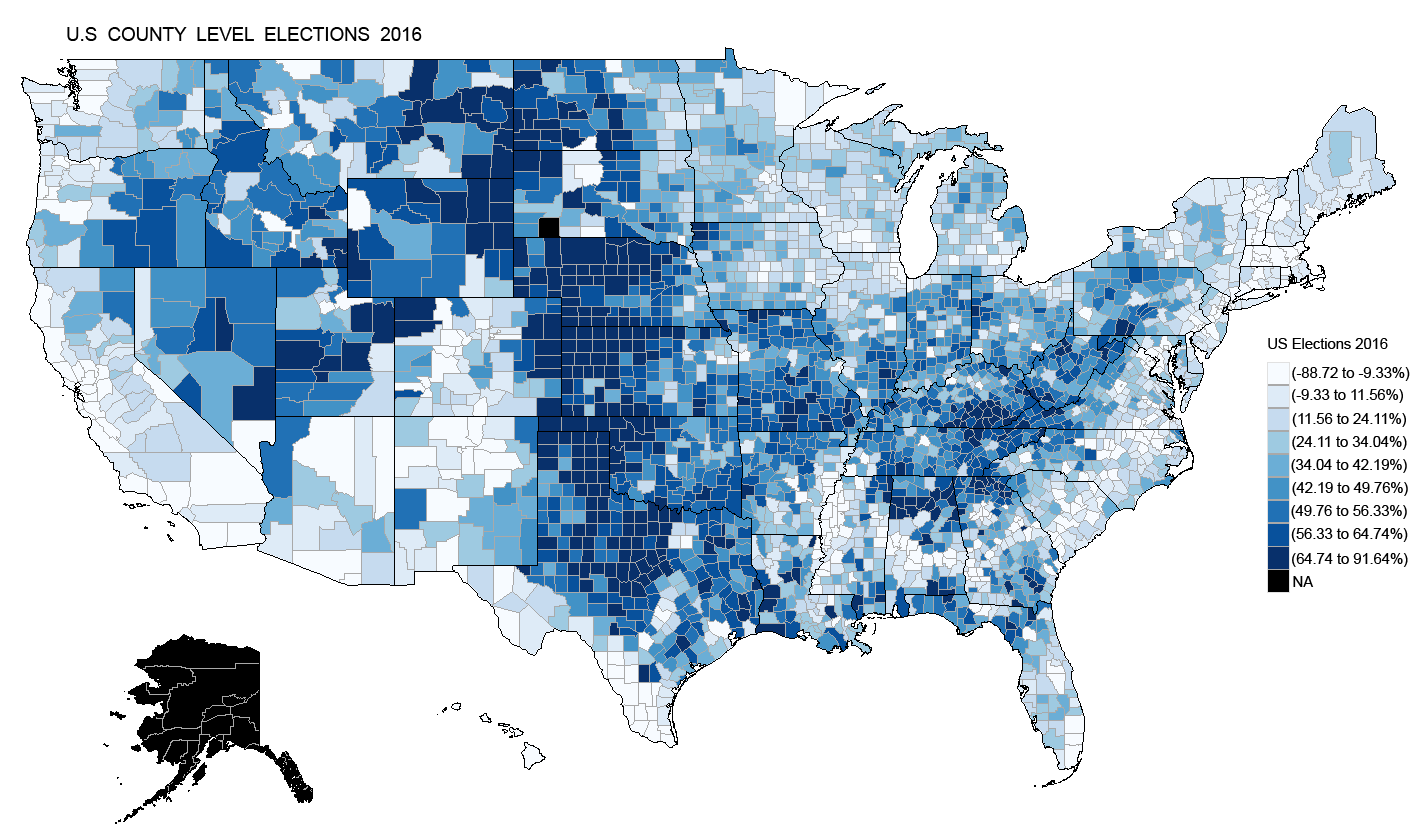 U.S COUNTY LEVEL ELECTIONS 2016
US Elections 2016
(-88.72 to -9.33%)
(-9.33 to 11.56%)
(11.56 to 24.11%)
(24.11 to 34.04%)
(34.04 to 42.19%)
(42.19 to 49.76%)
(49.76 to 56.33%)
(56.33 to 64.74%)
(64.74 to 91.64%)
NA